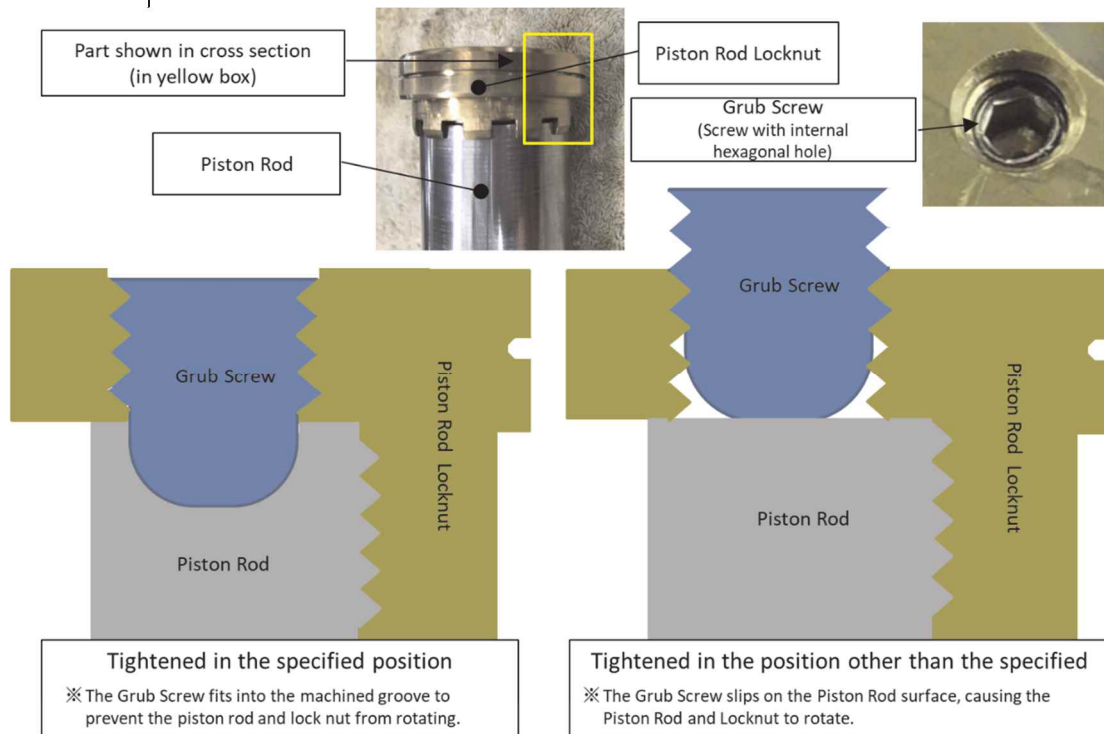 Part shown in cross section
(in yellow box)
Piston Rod Locknut
Grub Screw
(Screw with internal
hexagonal hole)
Piston Rod
Grub Screw
Piston Rod Locknut
Piston Rod
Grub Screw
Piston Rod Locknut
Piston Rod
Tightened in the specified position
※ The Grub Screw fits into the machined groove to
prevent the piston rod and lock nut from rotating.
Tightened in the position other than the specified
※ The Grub Screw slips on the Piston Rod surface, causing the
Piston Rod and Locknut to rotate.